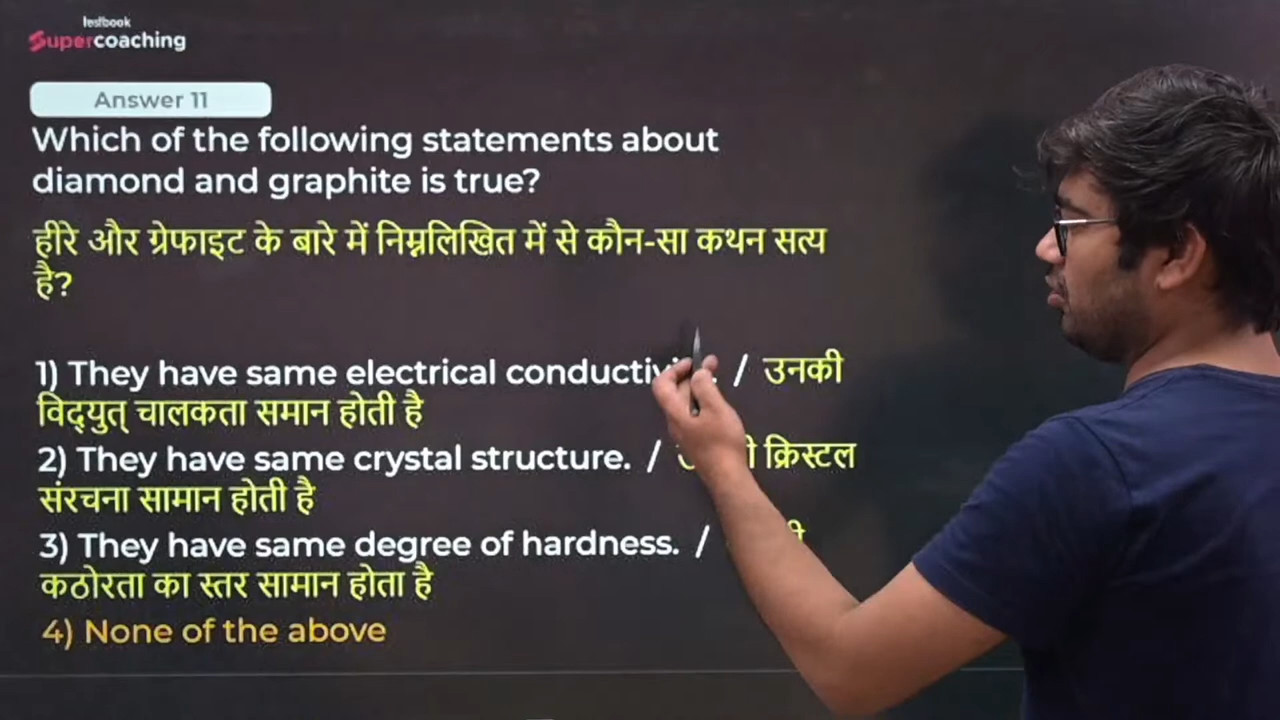 testbook
Supercoaching
Answer 11
Which of the following statements about
diamond and graphite is true?
हीरे और ग्रेफाइट के बारे में निम्नलिखित में से कौन-सा कथन सत्य
है?
1) They have same electrical / उनकी
विद्युत् चालकता समान होती है
2) They have same crystal structure. / क्रिस्टल
संरचना सामान होती है
3) They have same degree of hardness. /
कठोरता का स्तर सामान होता है
4) None of the above